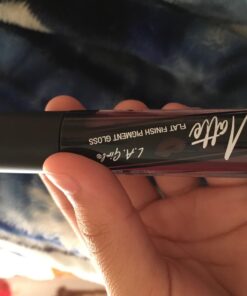 Matte
FLAT FINISH PIGMENT GLOSS
L.A. Girl